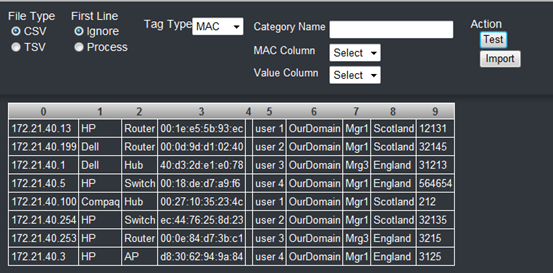 File Type First Line Tag Type MAC Category Name Action
CSV Ignore Test
TSV Process MAC Column Select Import
Value Column Select
0 1 2 3 4 5 6 7 8 9
172.21.40.13 HP Router 00:1e:e5:5b:93:ec user 1 OurDomain Mgr1 Scotland 12131
172.21.40.199 Dell Router 00:0d:9d:d1:02:40 user 2 OurDomain Mgr1 Scotland 32145
172.21.40.1 Dell Hub 40:d3:2d:e1:e0:78 user 3 OurDomain Mrg3 England 31213
172.21.40.5 HP Switch 00:18:de:d7:a9:f6 user 4 OurDomain Mgr1 England 564654
172.21.40.100 Compaq Hub 00:27:10:35:23:4c user 1 OurDomain Mgr1 Scotland 212
172.21.40.254 HP Switch ec:44:76:25:8d:23 user 2 OurDomain Mgr1 Scotland 32135
172.21.40.253 HP Router 00:0e:84:d7:3b:c1 user 3 OurDomain Mrg3 England 3215
172.21.40.3 HP AP d8:30:62:94:9a:84 user 4 OurDomain Mgr1 England 3125